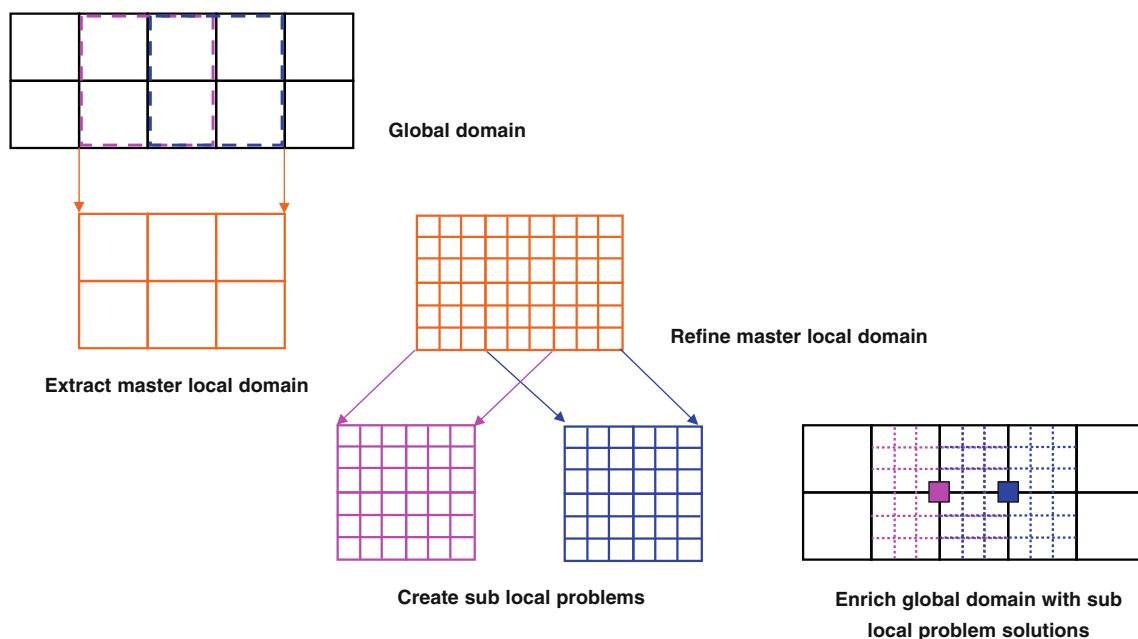 Global domain
Extract master local domain
Refine master local domain
Create sub local problems
Enrich global domain with sub
local problem solutions